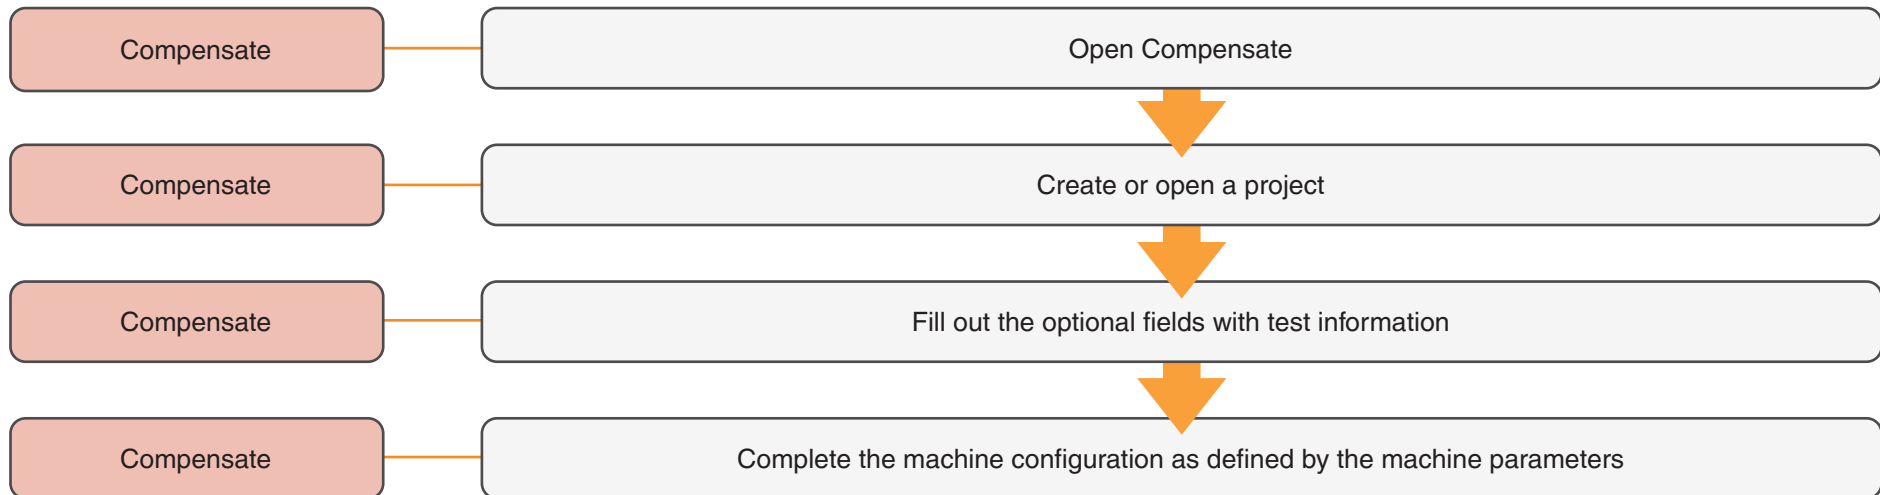 Compensate
Open Compensate
Compensate
Create or open a project
Compensate
Fill out the optional fields with test information
Compensate
Complete the machine configuration as defined by the machine parameters